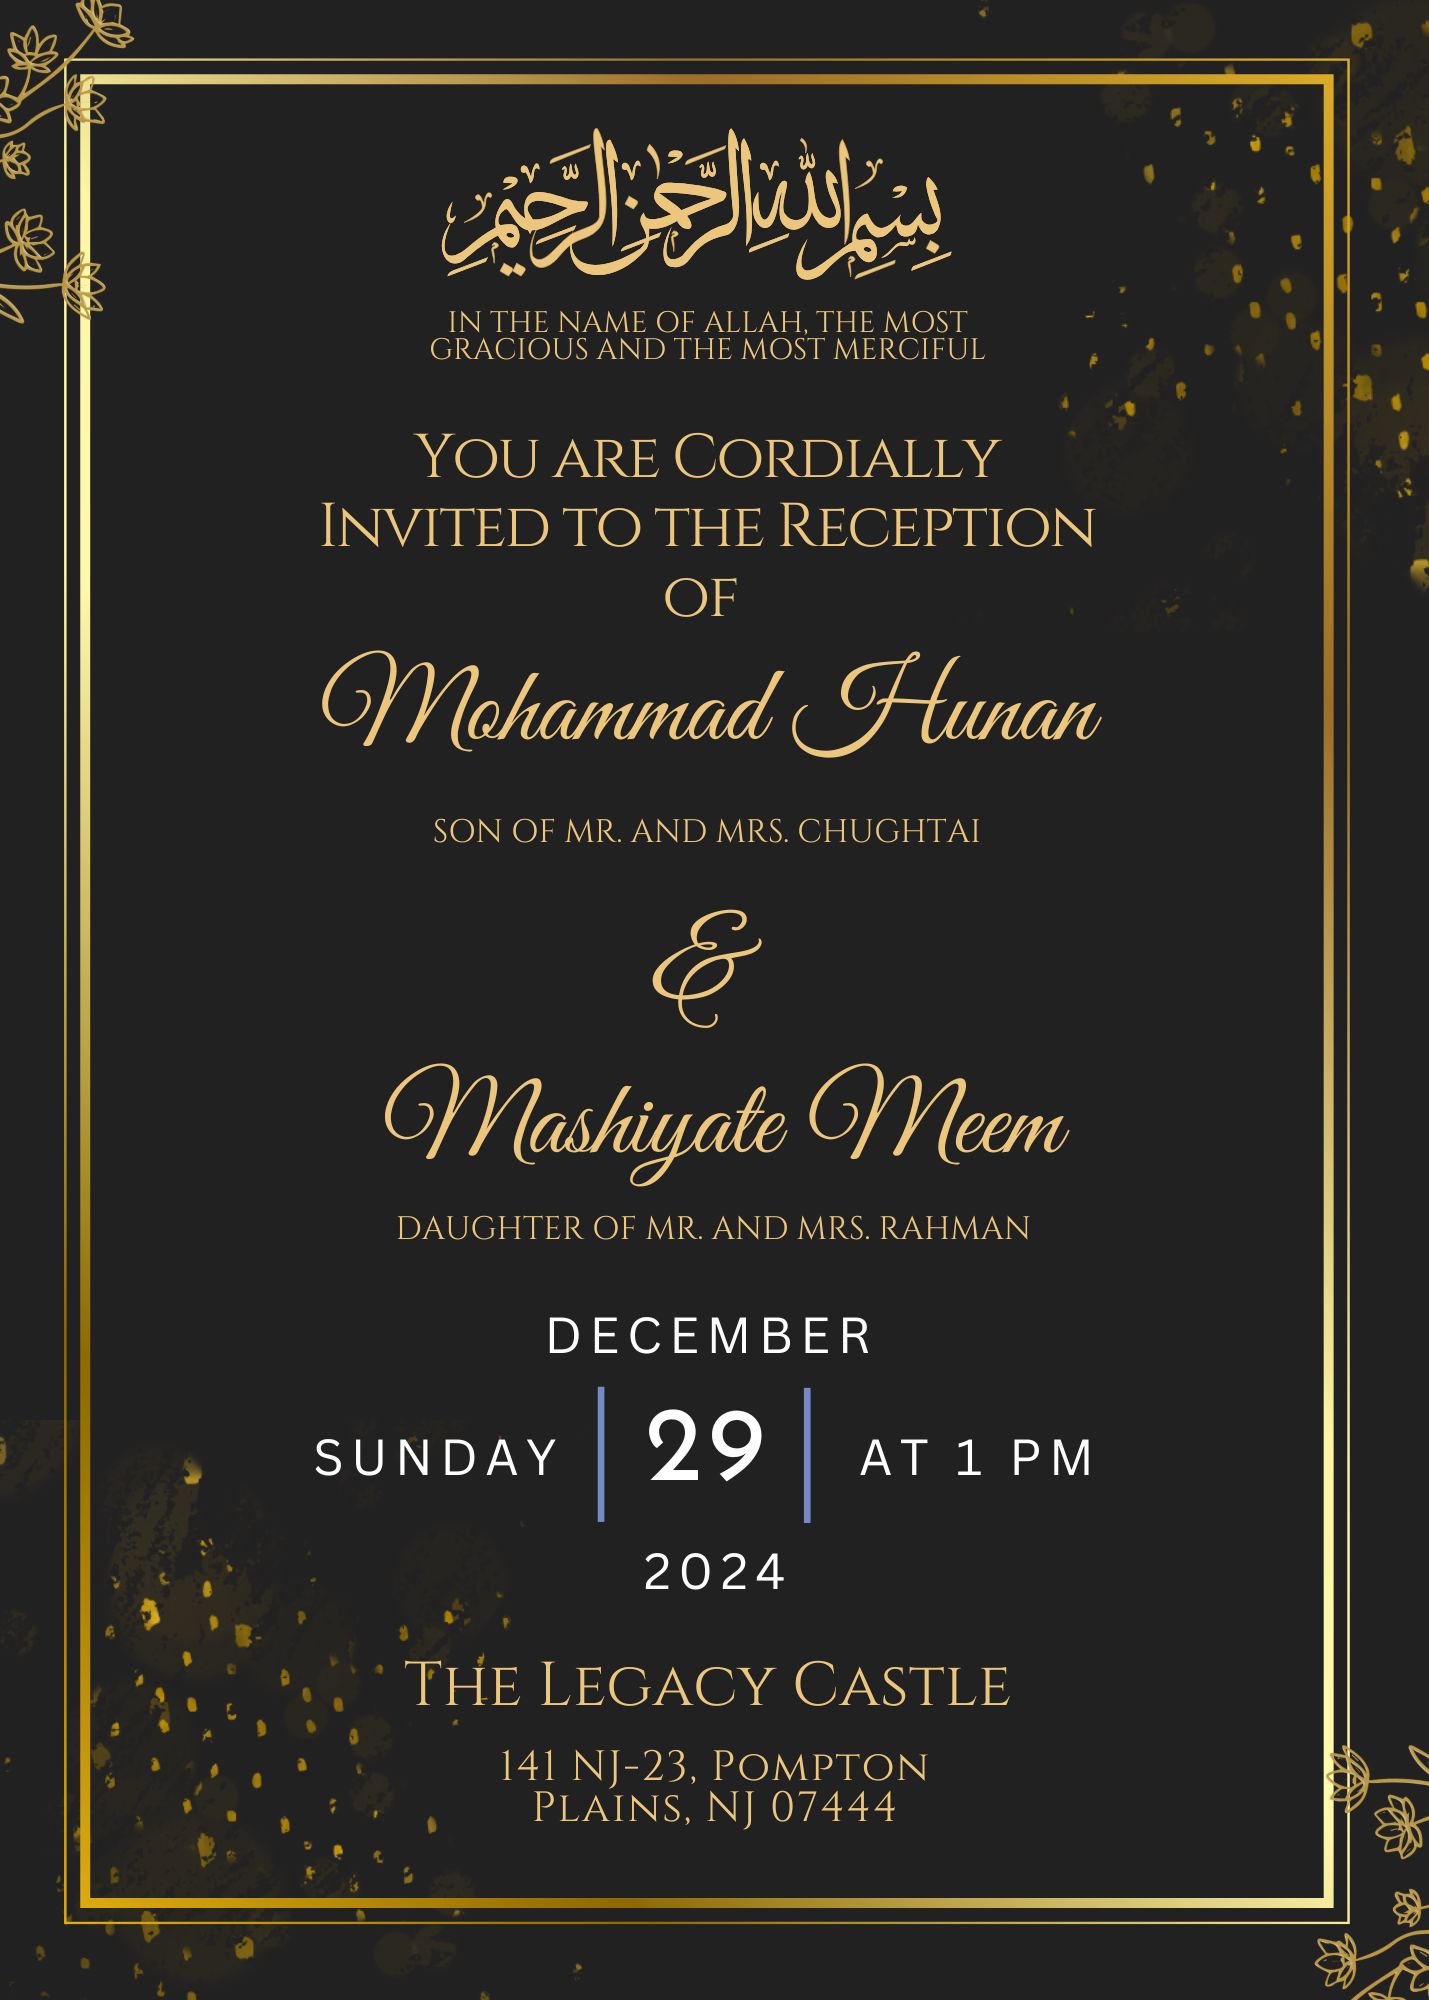 بِسْمِ اللهِ الرَّحْمٰنِ الرَّحِيْمِ
IN THE NAME OF ALLAH, THE MOST
GRACIOUS AND THE MOST MERCIFUL
YOU ARE CORDIALLY
INVITED TO THE RECEPTION
OF
Mohammad Hunan
SON OF MR. AND MRS. CHUGHTAI
&
Mashiyate Meem
DAUGHTER OF MR. AND MRS. RAHMAN
DECEMBER
SUNDAY 29 AT 1 PM
2024
THE LEGACY CASTLE
141 NJ-23, POMPTON
PLAINS, NJ 07444